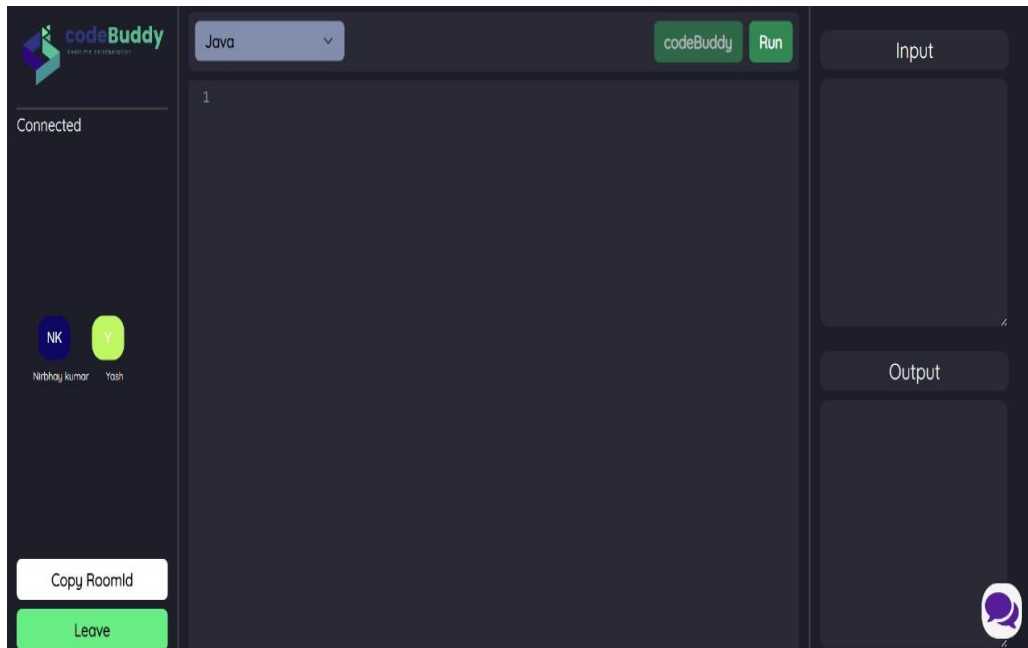 codeBuddy
Connected
NK
Y
Nirbhay kumar
Yash
Copy RoomId
Leave
Java
codeBuddy
Run
1
Input
Output